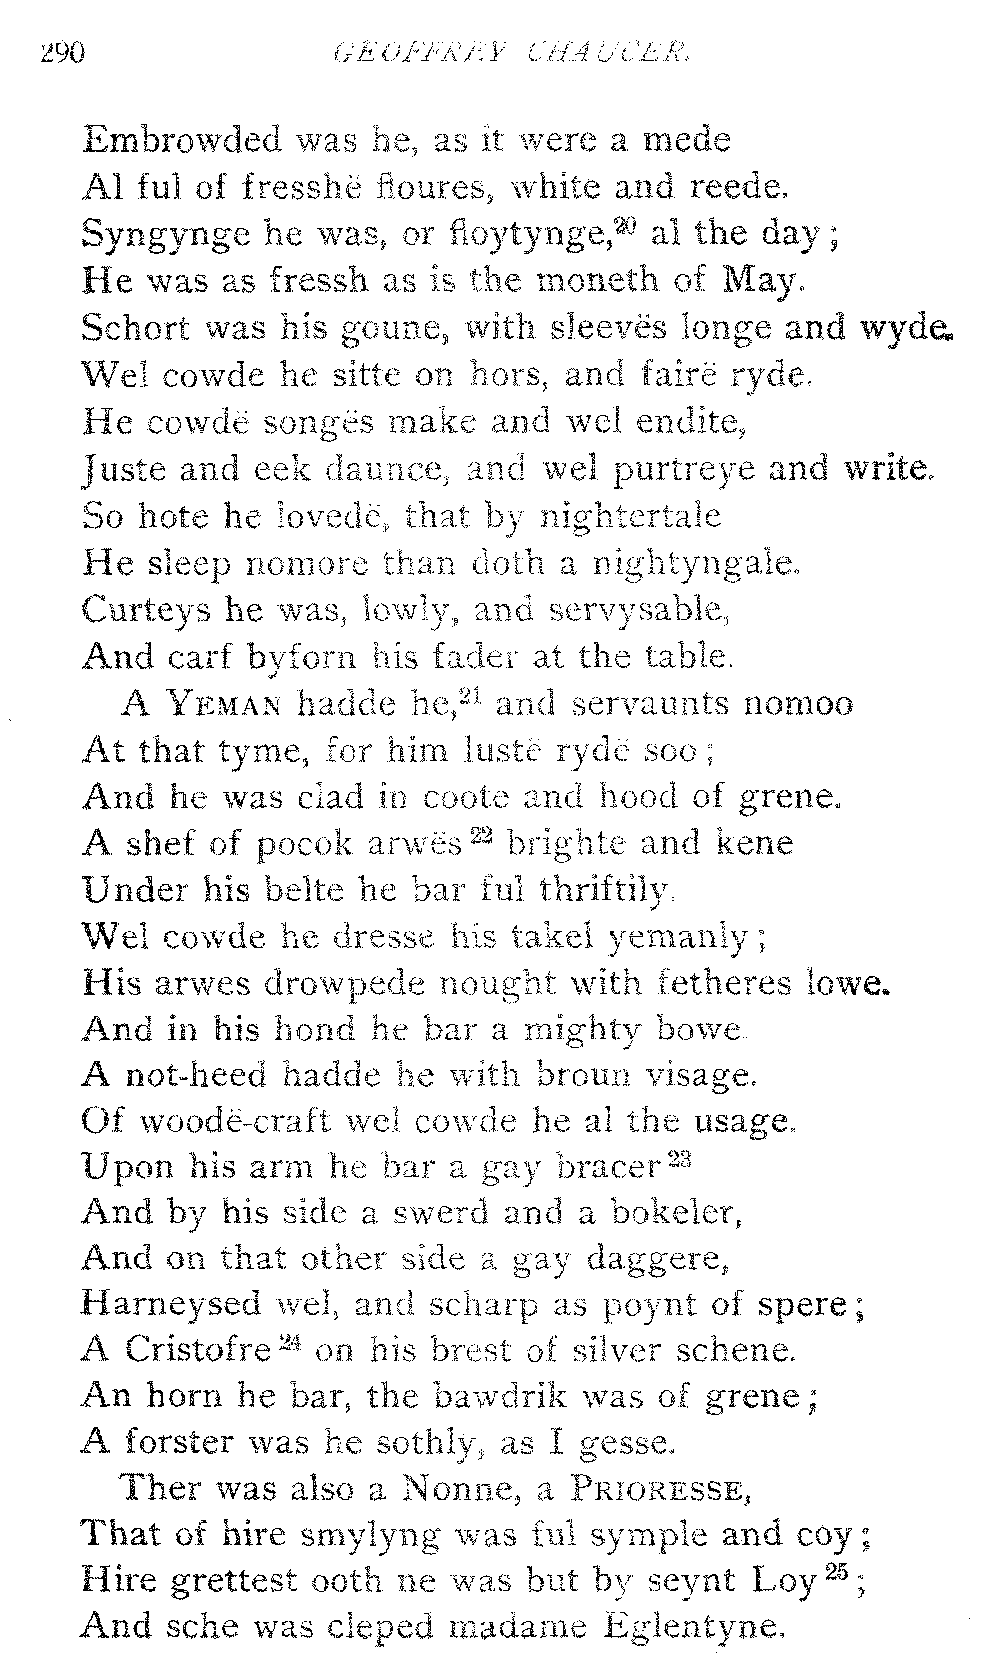 290 GEOFFREY CHAUCER.
Embrowded was he, as it were a mede
Al ful of fresshë floures, white and reede.
Syngynge he was, or floytynge,²⁰ al the day;
He was as fressh as is the moneth of May.
Schort was his goune, with sleevës longe and wyde.
Wel cowde he sitte on hors, and fairë ryde.
He cowdë songës make and wel endite,
Juste and eek daunce, and wel purtreye and write.
So hote he lovedë, that by nightertale
He sleep nomore than doth a nightyngale.
Curteys he was, lowly, and servysable,
And carf byforn his fader at the table.
A YEMAN hadde he,²¹ and servaunts nomoo
At that tyme, for him lustë rydë soo;
And he was clad in coote and hood of grene.
A shef of pocok arwës²² brighte and kene
Under his belte he bar ful thriftily.
Wel cowde he dresse his takel yemanly;
His arwes drowpede nought with fetheres lowe.
And in his hond he bar a mighty bowe.
A not-heed hadde he with broun visage.
Of woodë-craft wel cowde he al the usage.
Upon his arm he bar a gay bracer²³
And by his side a swerd and a bokeler,
And on that other side a gay daggere,
Harneysed wel, and scharp as poynt of spere;
A Cristofre²⁴ on his brest of silver schene.
An horn he bar, the bawdrik was of grene;
A forster was he sothly, as I gesse.
Ther was also a Nonne, a PRIORESSE,
That of hire smylyng was ful symple and coy;
Hire grettest ooth ne was but by seynt Loy²⁵;
And sche was cleped madame Eglentyne.